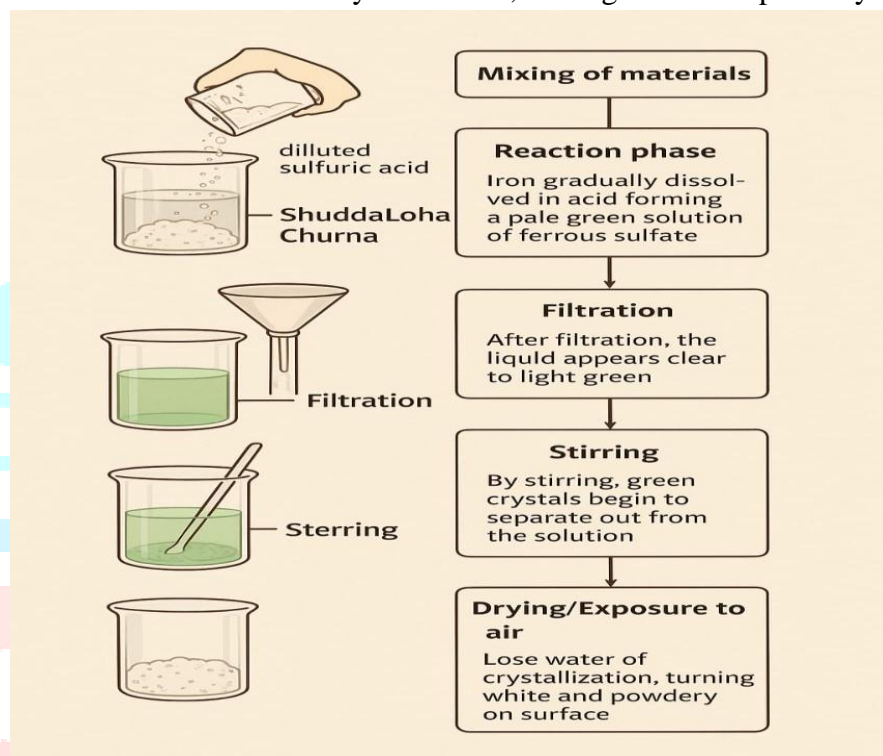 Mixing of materials
dilluted
sulfuric acid
ShuddaLoha
Churna
Reaction phase
Iron gradually dissol-
ved in acid forming
a pale green solution
of ferrous sulfate
Filtration
Filtration
After filtration, the
liquld appears clear
to light green
Sterring
Stirring
By stirring, green
crystals begin to
separate out from
the solution
Drying/Exposure to
air
Lose water of
crystallization, turning
white and powdery
on surface